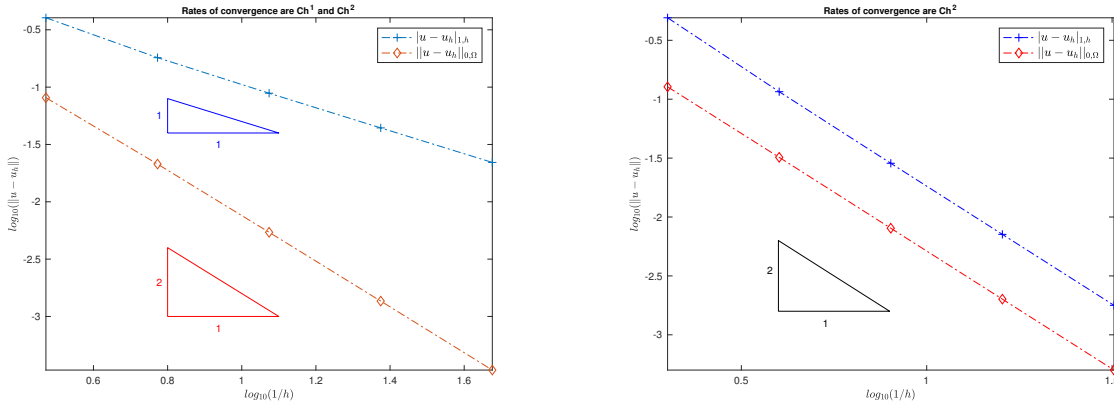 Rates of convergence are Ch¹ and Ch²
|u − u_h|_{1,h}
||u − u_h||_{0,Ω}
-0.5
-1
-1.5
-2
-2.5
-3
log₁₀(||u − u_h||)
1
1
2
1
0.6
0.8
1
1.2
1.4
1.6
log₁₀(1/h)
Rates of convergence are Ch²
|u − u_h|_{1,h}
||u − u_h||_{0,Ω}
-0.5
-1
-1.5
-2
-2.5
-3
log₁₀(||u − u_h||)
2
1
0.5
1
1.5
log₁₀(1/h)